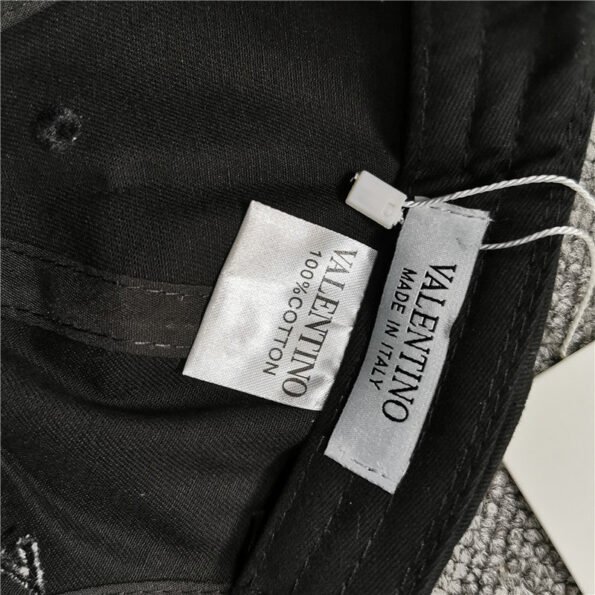 VALENTINO
100%COTTON
VALENTINO
MADE IN ITALY